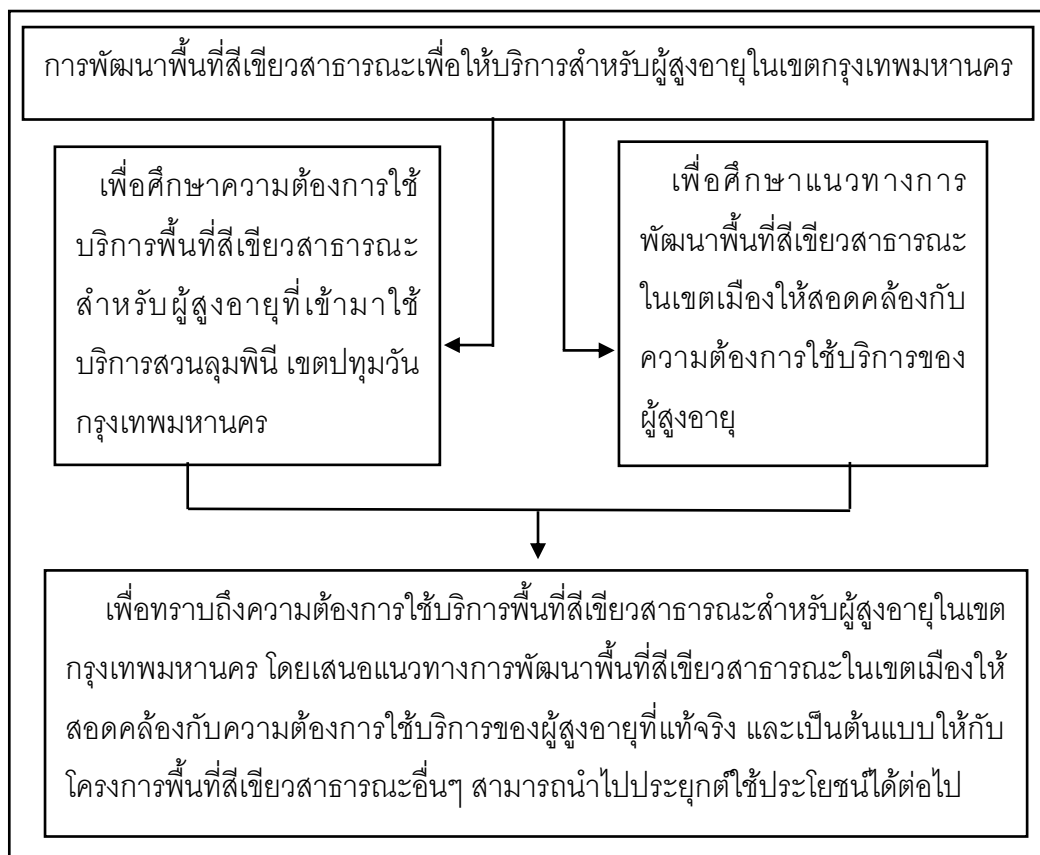 การพัฒนาพื้นที่สีเขียวสาธารณะเพื่อให้บริการสำหรับผู้สูงอายุในเขตกรุงเทพมหานคร
เพื่อศึกษาความต้องการใช้
บริการพื้นที่สีเขียวสาธารณะ
สำหรับผู้สูงอายุที่เข้ามาใช้
บริการสวนลุมพินี เขตปทุมวัน
กรุงเทพมหานคร
เพื่อศึกษาแนวทางการ
พัฒนาพื้นที่สีเขียวสาธารณะ
ในเขตเมืองให้สอดคล้องกับ
ความต้องการใช้บริการของ
ผู้สูงอายุ
เพื่อทราบถึงความต้องการใช้บริการพื้นที่สีเขียวสาธารณะสำหรับผู้สูงอายุในเขต
กรุงเทพมหานคร โดยเสนอแนวทางการพัฒนาพื้นที่สีเขียวสาธารณะในเขตเมืองให้
สอดคล้องกับความต้องการใช้บริการของผู้สูงอายุที่แท้จริง และเป็นต้นแบบให้กับ
โครงการพื้นที่สีเขียวสาธารณะอื่นๆ สามารถนำไปประยุกต์ใช้ประโยชน์ได้ต่อไป